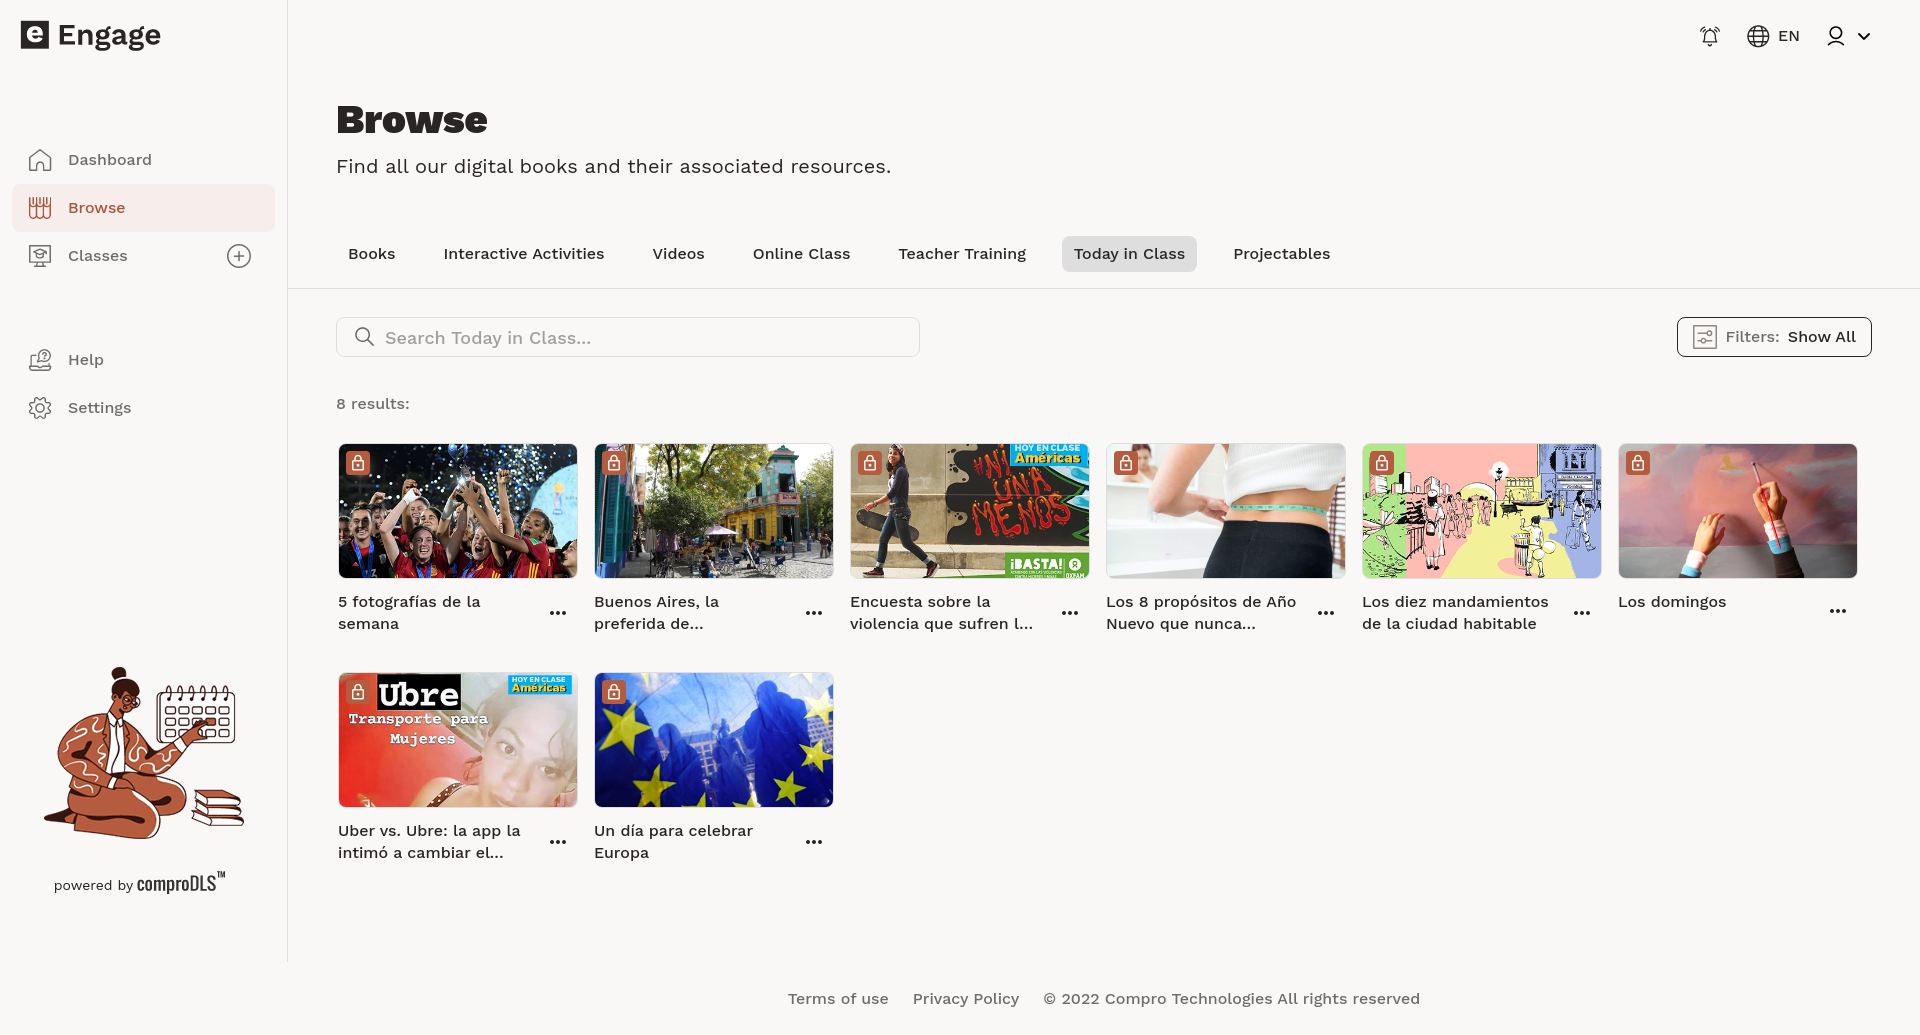 e Engage
EN
Dashboard
Browse
Classes
Help
Settings
powered by comproDLS™
Browse
Find all our digital books and their associated resources.
Books Interactive Activities Videos Online Class Teacher Training Today in Class Projectables
Search Today in Class...
Filters: Show All
8 results:
HOY EN CLASE
Américas
#NI
UNA
MENOS
¡BASTA!
OXFAM
5 fotografías de la
semana
Buenos Aires, la
preferida de...
Encuesta sobre la
violencia que sufren l...
Los 8 propósitos de Año
Nuevo que nunca...
Los diez mandamientos
de la ciudad habitable
Los domingos
Ubre
Transporte para
Mujeres
HOY EN CLASE
Américas
Uber vs. Ubre: la app la
intimó a cambiar el...
Un día para celebrar
Europa
Terms of use Privacy Policy © 2022 Compro Technologies All rights reserved